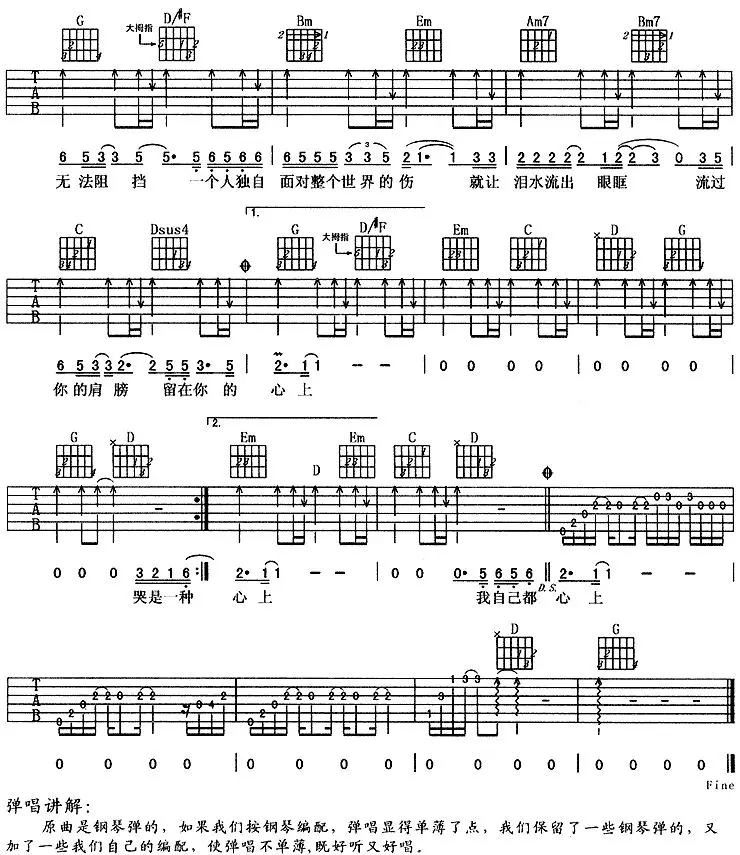 G D/#F Bm Em Am7 Bm7
大拇指
T A B
6 5 3 3 5 5· 5 6 5 6 6 | 6 5 5 5 3 3 5 2 1· 1 3 3 | 2 2 2 2 2 1 2 2 3 0 3 5
无法阻 挡 一个人独自 面对整个世界的伤 就让 泪水流出 眼眶 流过
C Dsus4 1. G D/#F Em C D G
大拇指
T A B
6 5 3 3 2· 2 5 5 3· 5 | 2· 1 1 - - | 0 0 0 0 | 0 0 0 0
你的肩 膀 留在你 的 心上
2.
G D Em D Em C D
T A B
0 0 0 3 2 1 6 :| 2· 1 1 - - | 0 0 0· 5 6 5 6 || 2· 1 1 - -
D.S.
哭是一种 心上 我自己都 心上
D G
T A B
0 0 0 0 | 0 0 0 0 | 0 0 0 0 | 0 0 0 0
Fine
弹唱讲解:
原曲是钢琴弹的，如果我们按钢琴编配，弹唱显得单薄了点，我们保留了一些钢琴弹的，又
加了一些我们自己的编配，使弹唱不单薄,既好听又好唱。